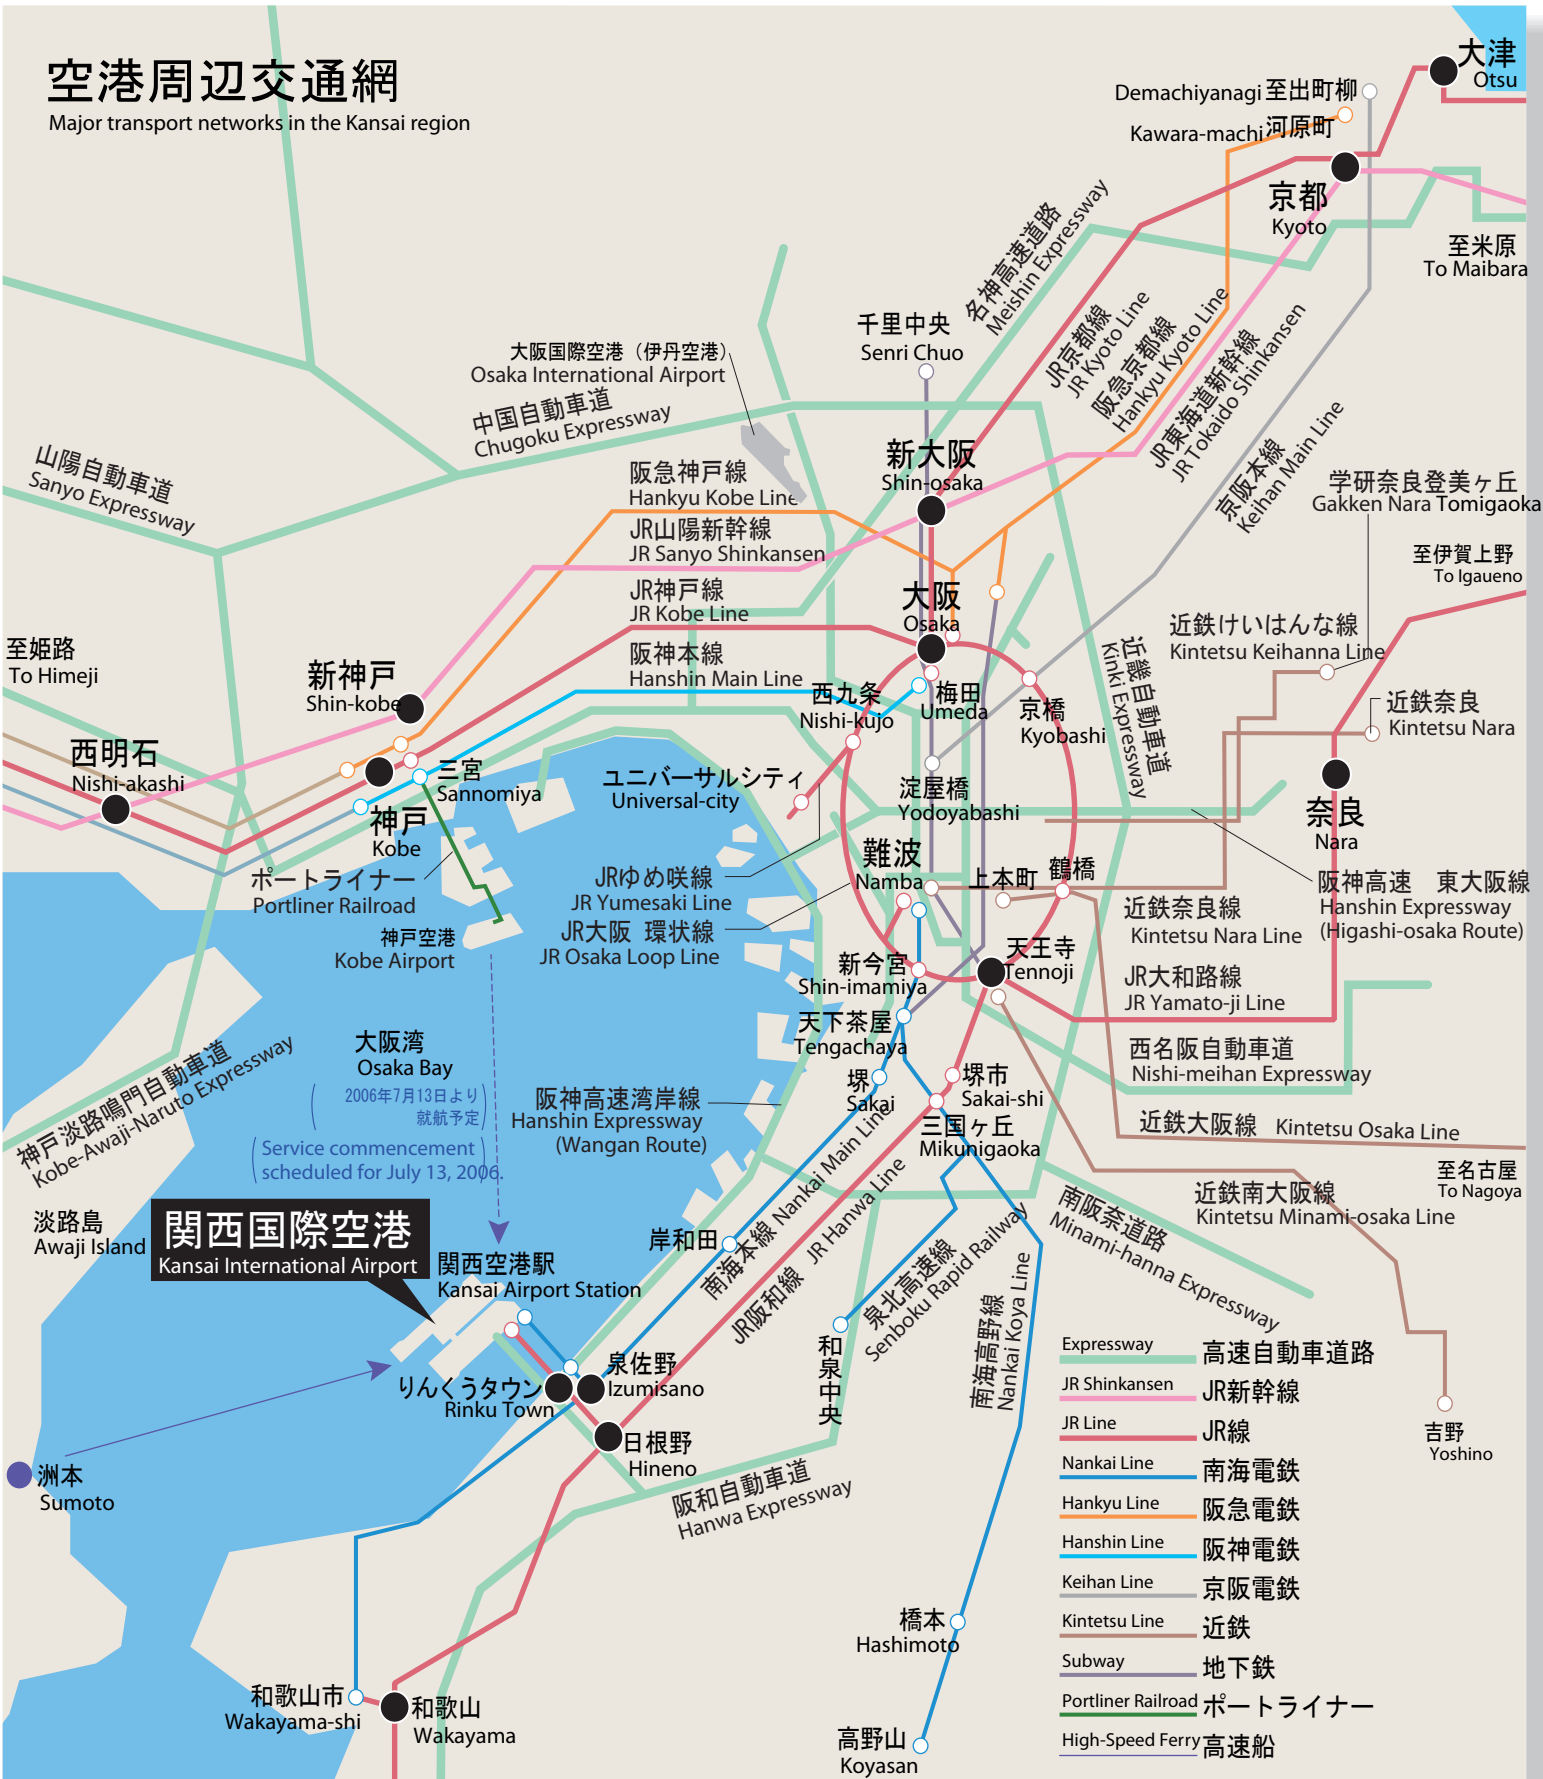 空港周辺交通網
Major transport networks in the Kansai region
大津
Otsu
Demachiyanagi 至出町柳
Kawara-machi 河原町
京都
Kyoto
至米原
To Maibara
名神高速道路
Meishin Expressway
千里中央
Senri Chuo
JR京都線
JR Kyoto Line
阪急京都線
Hankyu Kyoto Line
JR東海道新幹線
JR Tokaido Shinkansen
京阪本線
Keihan Main Line
大阪国際空港（伊丹空港）
Osaka International Airport
中国自動車道
Chugoku Expressway
山陽自動車道
Sanyo Expressway
新大阪
Shin-osaka
阪急神戸線
Hankyu Kobe Line
JR山陽新幹線
JR Sanyo Shinkansen
JR神戸線
JR Kobe Line
阪神本線
Hanshin Main Line
学研奈良登美ヶ丘
Gakken Nara Tomigaoka
至伊賀上野
To Igaueno
近鉄けいはんな線
Kintetsu Keihanna Line
近畿自動車道
Kinki Expressway
近鉄奈良
Kintetsu Nara
大阪
Osaka
至姫路
To Himeji
新神戸
Shin-kobe
西明石
Nishi-akashi
西九条
Nishi-kujo
梅田
Umeda
京橋
Kyobashi
三宮
Sannomiya
神戸
Kobe
ユニバーサルシティ
Universal-city
淀屋橋
Yodoyabashi
奈良
Nara
難波
Namba
上本町
鶴橋
ポートライナー
Portliner Railroad
JRゆめ咲線
JR Yumesaki Line
JR大阪 環状線
JR Osaka Loop Line
阪神高速　東大阪線
Hanshin Expressway
(Higashi-osaka Route)
近鉄奈良線
Kintetsu Nara Line
神戸空港
Kobe Airport
新今宮
Shin-imamiya
天王寺
Tennoji
JR大和路線
JR Yamato-ji Line
天下茶屋
Tengachaya
西名阪自動車道
Nishi-meihan Expressway
大阪湾
Osaka Bay
2006年7月13日より
就航予定
Service commencement
scheduled for July 13, 2006.
神戸淡路鳴門自動車道
Kobe-Awaji-Naruto Expressway
阪神高速湾岸線
Hanshin Expressway
(Wangan Route)
堺
Sakai
堺市
Sakai-shi
三国ヶ丘
Mikunigaoka
近鉄大阪線 Kintetsu Osaka Line
至名古屋
To Nagoya
近鉄南大阪線
Kintetsu Minami-osaka Line
南阪奈道路
Minami-hanna Expressway
淡路島
Awaji Island
関西国際空港
Kansai International Airport
関西空港駅
Kansai Airport Station
岸和田
南海本線 Nankai Main Line
JR阪和線 JR Hanwa Line
泉北高速線
Senboku Rapid Railway
南海高野線
Nankai Koya Line
和泉中央
泉佐野
Izumisano
りんくうタウン
Rinku Town
日根野
Hineno
阪和自動車道
Hanwa Expressway
洲本
Sumoto
吉野
Yoshino
橋本
Hashimoto
高野山
Koyasan
和歌山市
Wakayama-shi
和歌山
Wakayama
Expressway 高速自動車道路
JR Shinkansen JR新幹線
JR Line JR線
Nankai Line 南海電鉄
Hankyu Line 阪急電鉄
Hanshin Line 阪神電鉄
Keihan Line 京阪電鉄
Kintetsu Line 近鉄
Subway 地下鉄
Portliner Railroad ポートライナー
High-Speed Ferry 高速船